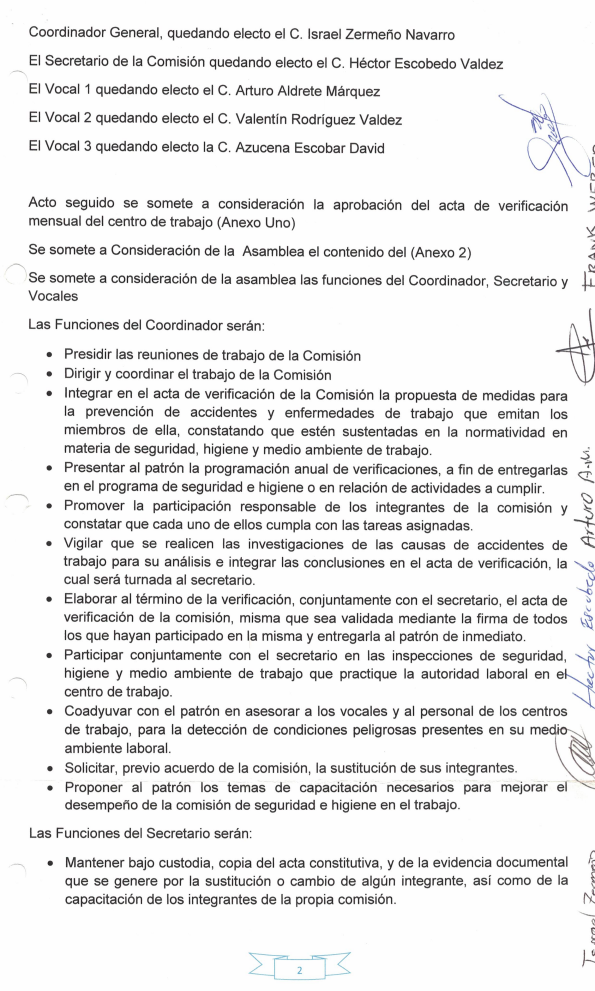 Coordinador General, quedando electo el C. Israel Zermeño Navarro
El Secretario de la Comisión quedando electo el C. Héctor Escobedo Valdez
El Vocal 1 quedando electo el C. Arturo Aldrete Márquez
El Vocal 2 quedando electo el C. Valentín Rodríguez Valdez
El Vocal 3 quedando electo la C. Azucena Escobar David
Acto seguido se somete a consideración la aprobación del acta de verificación
mensual del centro de trabajo (Anexo Uno)
Se somete a Consideración de la Asamblea el contenido del (Anexo 2)
Se somete a consideración de la asamblea las funciones del Coordinador, Secretario y
Vocales
Las Funciones del Coordinador serán:
• Presidir las reuniones de trabajo de la Comisión
• Dirigir y coordinar el trabajo de la Comisión
• Integrar en el acta de verificación de la Comisión la propuesta de medidas para
la prevención de accidentes y enfermedades de trabajo que emitan los
miembros de ella, constatando que estén sustentadas en la normatividad en
materia de seguridad, higiene y medio ambiente de trabajo.
• Presentar al patrón la programación anual de verificaciones, a fin de entregarlas
en el programa de seguridad e higiene o en relación de actividades a cumplir.
• Promover la participación responsable de los integrantes de la comisión y
constatar que cada uno de ellos cumpla con las tareas asignadas.
• Vigilar que se realicen las investigaciones de las causas de accidentes de
trabajo para su análisis e integrar las conclusiones en el acta de verificación, la
cual será turnada al secretario.
• Elaborar al término de la verificación, conjuntamente con el secretario, el acta de
verificación de la comisión, misma que sea validada mediante la firma de todos
los que hayan participado en la misma y entregarla al patrón de inmediato.
• Participar conjuntamente con el secretario en las inspecciones de seguridad,
higiene y medio ambiente de trabajo que practique la autoridad laboral en el
centro de trabajo.
• Coadyuvar con el patrón en asesorar a los vocales y al personal de los centros
de trabajo, para la detección de condiciones peligrosas presentes en su medio
ambiente laboral.
• Solicitar, previo acuerdo de la comisión, la sustitución de sus integrantes.
• Proponer al patrón los temas de capacitación necesarios para mejorar el
desempeño de la comisión de seguridad e higiene en el trabajo.
Las Funciones del Secretario serán:
• Mantener bajo custodia, copia del acta constitutiva, y de la evidencia documental
que se genere por la sustitución o cambio de algún integrante, así como de la
capacitación de los integrantes de la propia comisión.
2
FRANK WEBER
Arturo A.M.
Hector Escobedo
Israel Zermeño